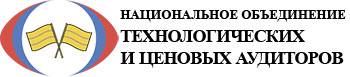 НАЦИОНАЛЬНОЕ ОБЪЕДИНЕНИЕ
ТЕХНОЛОГИЧЕСКИХ
И ЦЕНОВЫХ АУДИТОРОВ